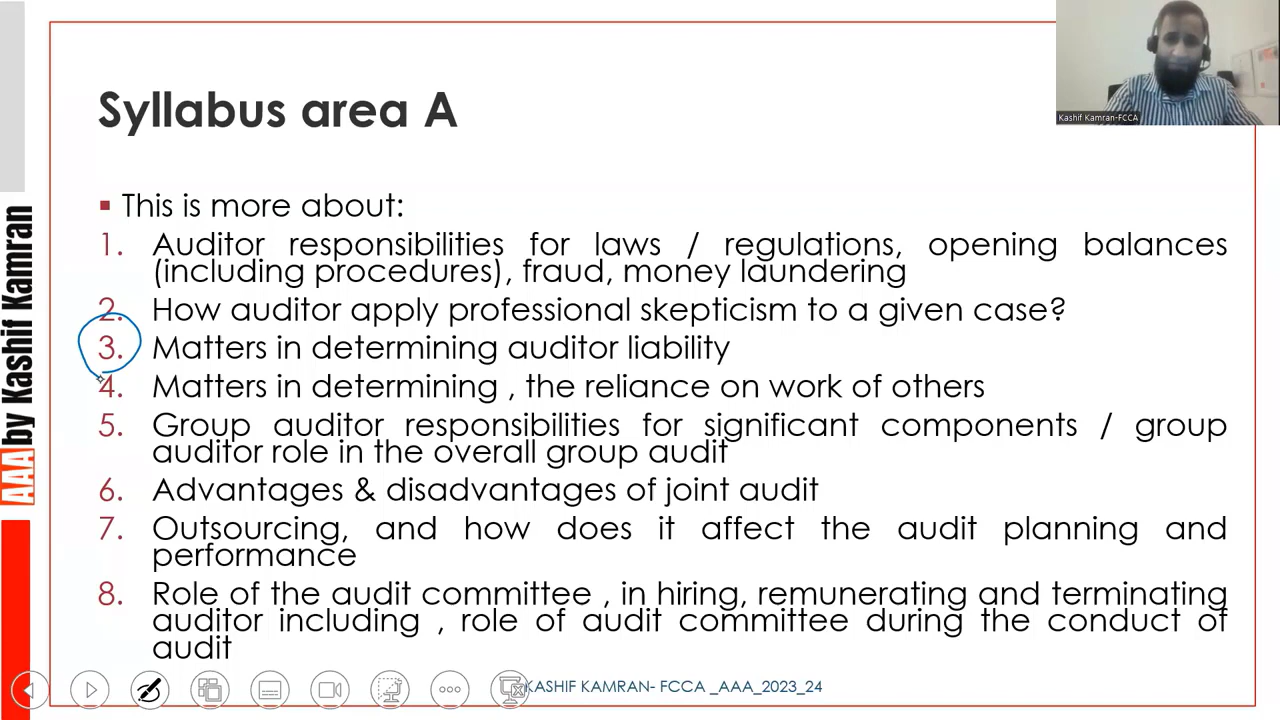 Syllabus area A
Kashif Kamran-FCCA
AAA by Kashif Kamran
▪ This is more about:
1. Auditor responsibilities for laws / regulations, opening balances
(including procedures), fraud, money laundering
2. How auditor apply professional skepticism to a given case?
3. Matters in determining auditor liability
4. Matters in determining , the reliance on work of others
5. Group auditor responsibilities for significant components / group
auditor role in the overall group audit
6. Advantages & disadvantages of joint audit
7. Outsourcing, and how does it affect the audit planning and
performance
8. Role of the audit committee , in hiring, remunerating and terminating
auditor including , role of audit committee during the conduct of
audit
KASHIF KAMRAN- FCCA _AAA_2023_24